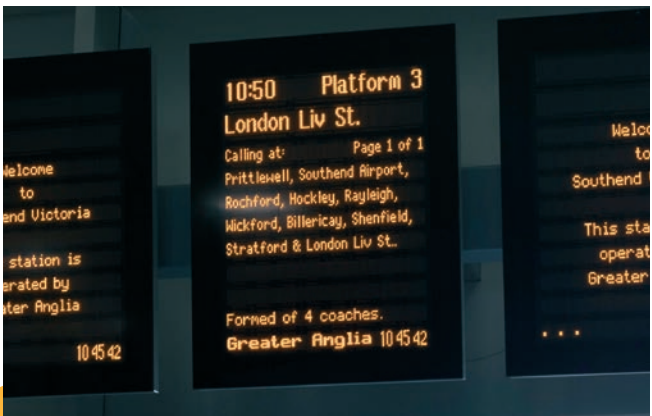 Welcome
to
end Victoria
station is
erated by
ater Anglia
10 45 42
10:50 Platform 3
London Liv St.
Calling at: Page 1 of 1
Prittlewell, Southend Airport,
Rochford, Hockley, Rayleigh,
Wickford, Billericay, Shenfield,
Stratford & London Liv St.
Formed of 4 coaches.
Greater Anglia 10 45 42
Welco
to
Southend
This sta
operat
Greater
...